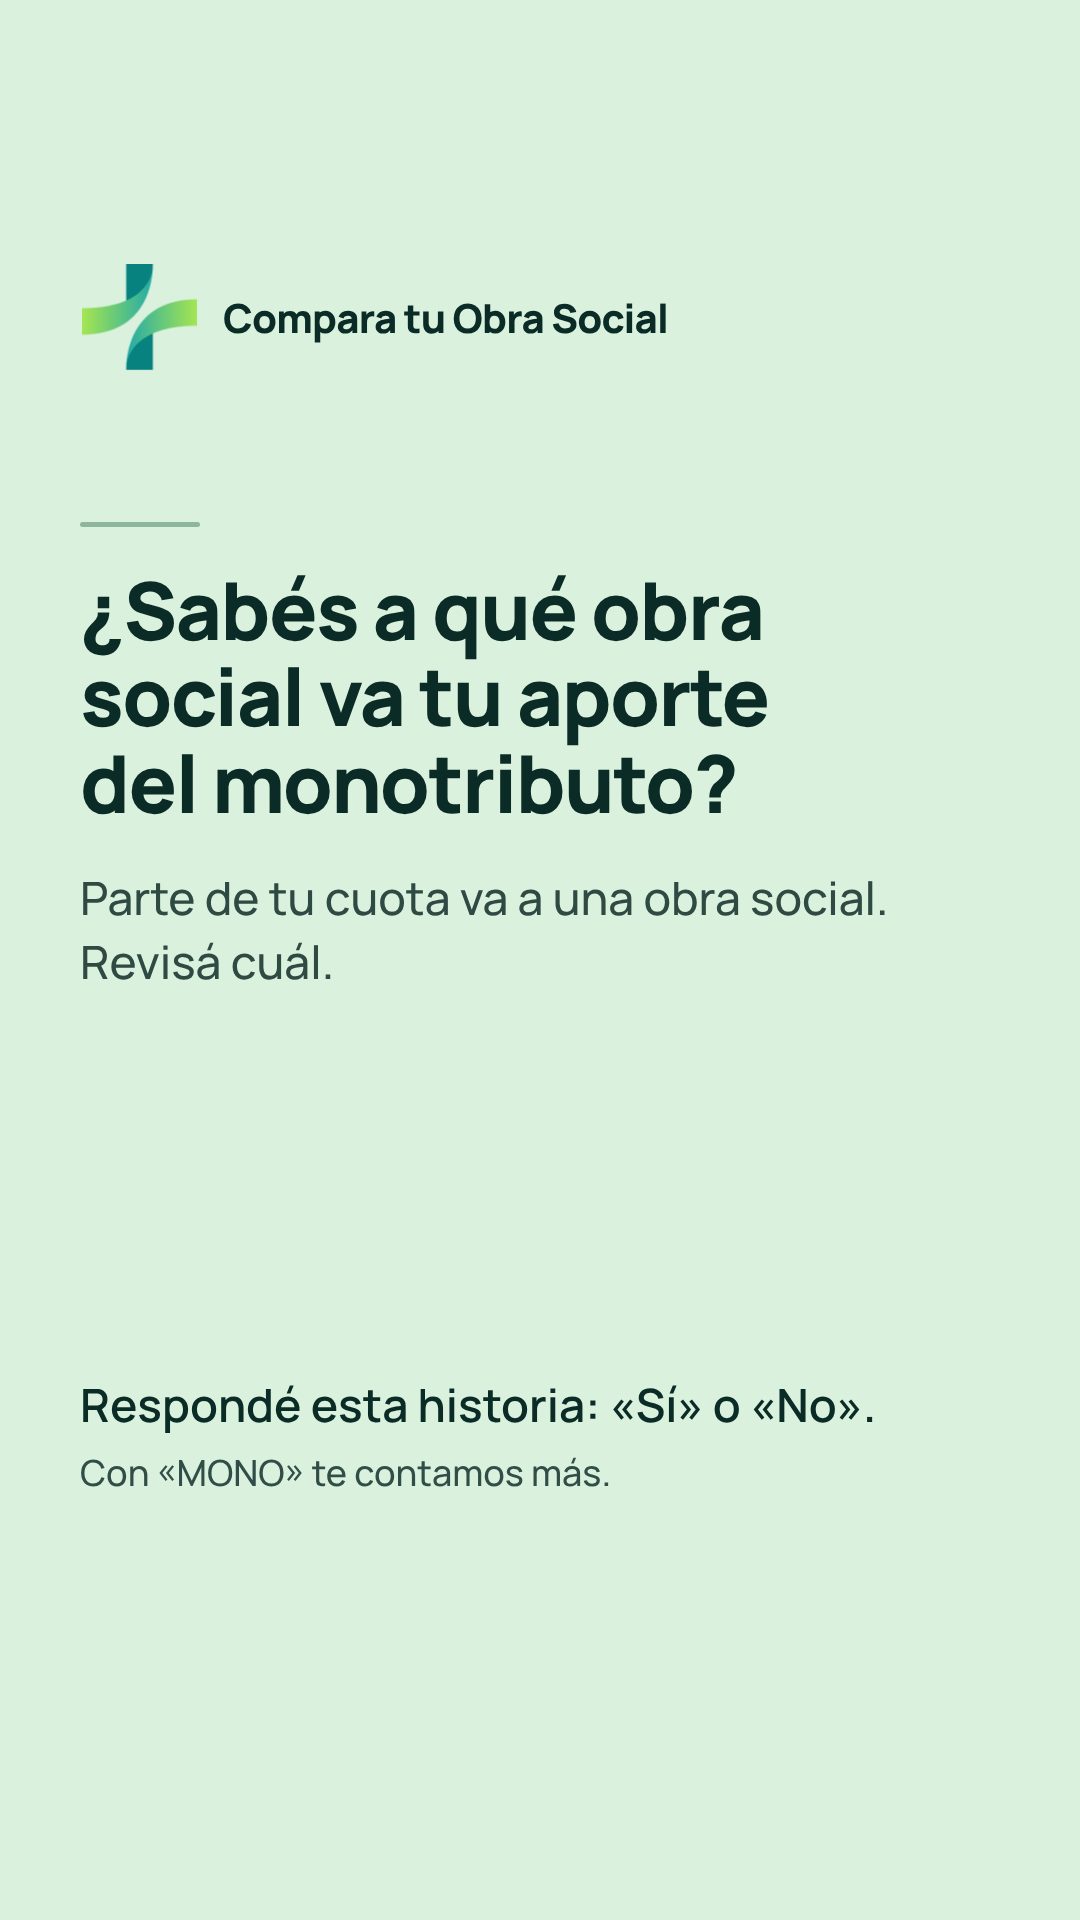 Compara tu Obra Social
¿Sabés a qué obra
social va tu aporte
del monotributo?
Parte de tu cuota va a una obra social.
Revisá cuál.
Respondé esta historia: «Sí» o «No».
Con «MONO» te contamos más.